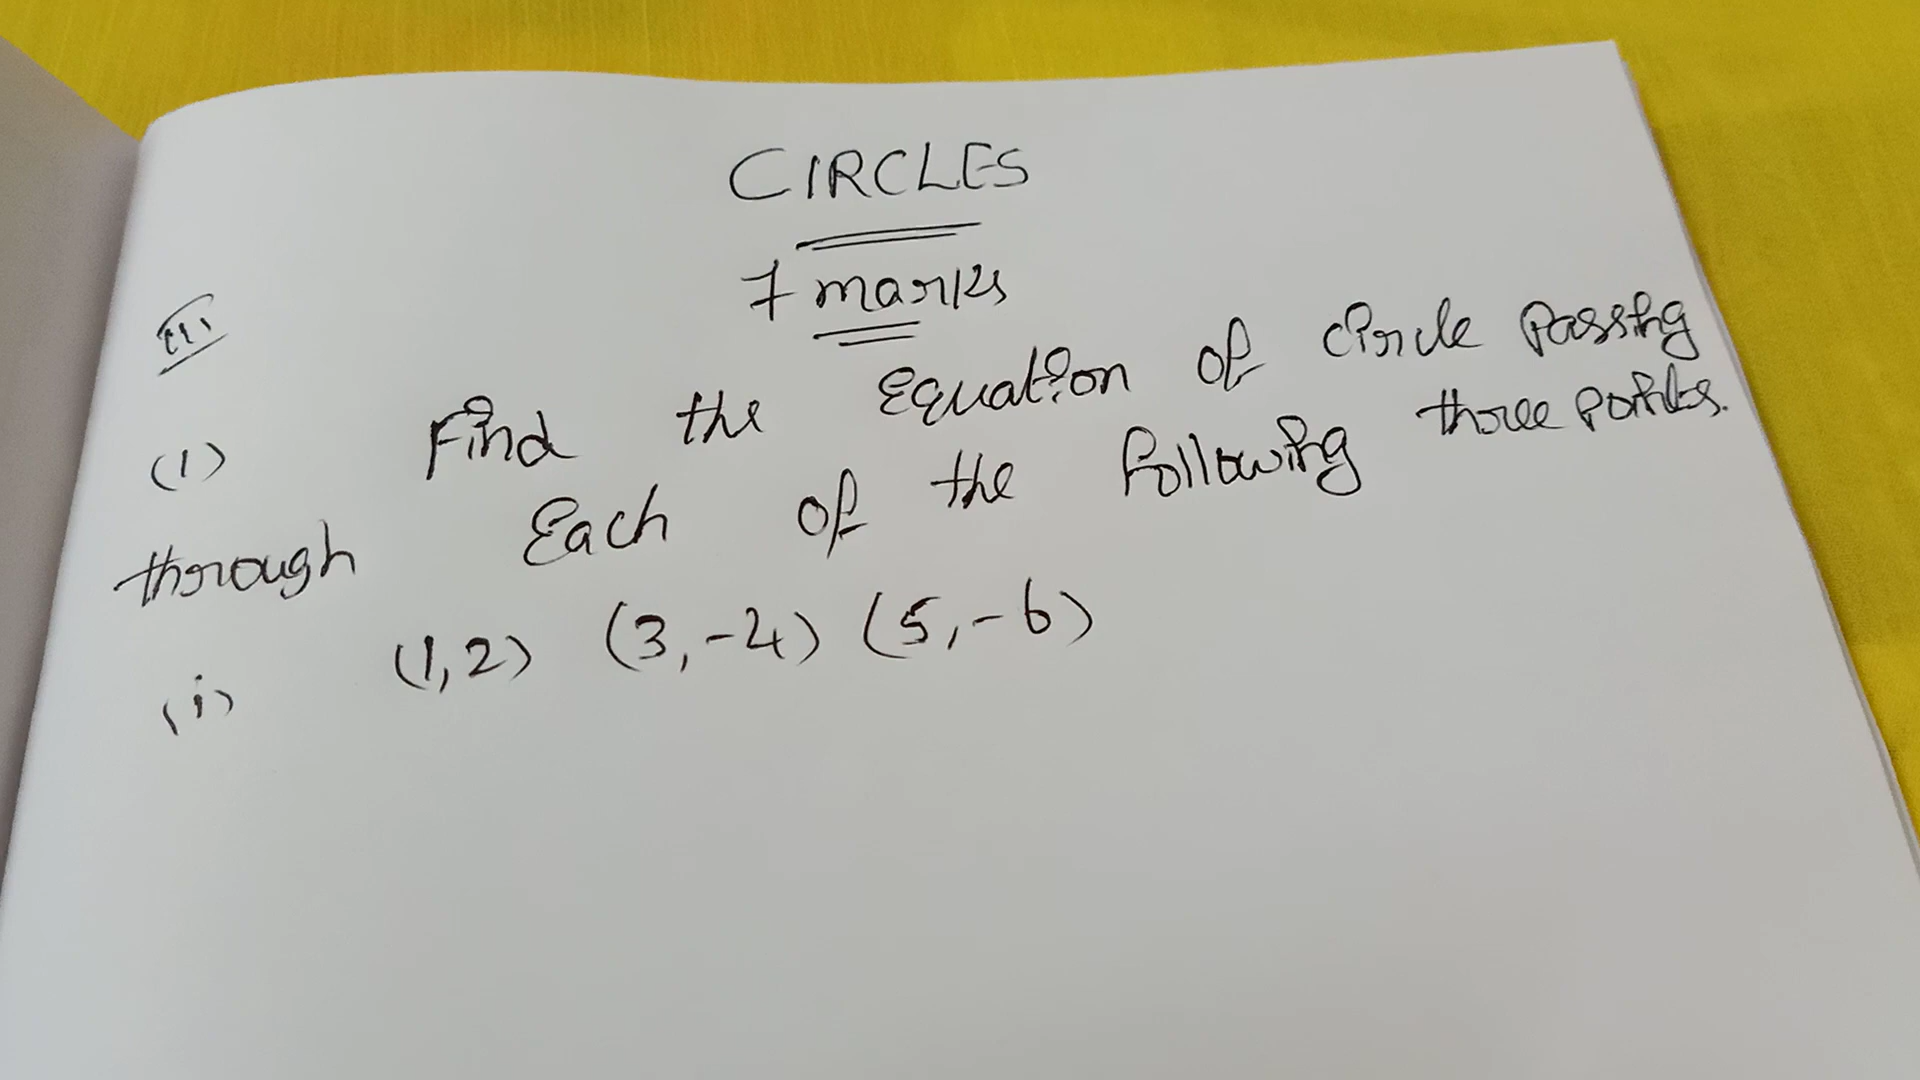 CIRCLES
7 marks
III
(1) Find the Equation of circle Passing
through Each of the following three points.
(i) (1,2) (3,-4) (5,-6)